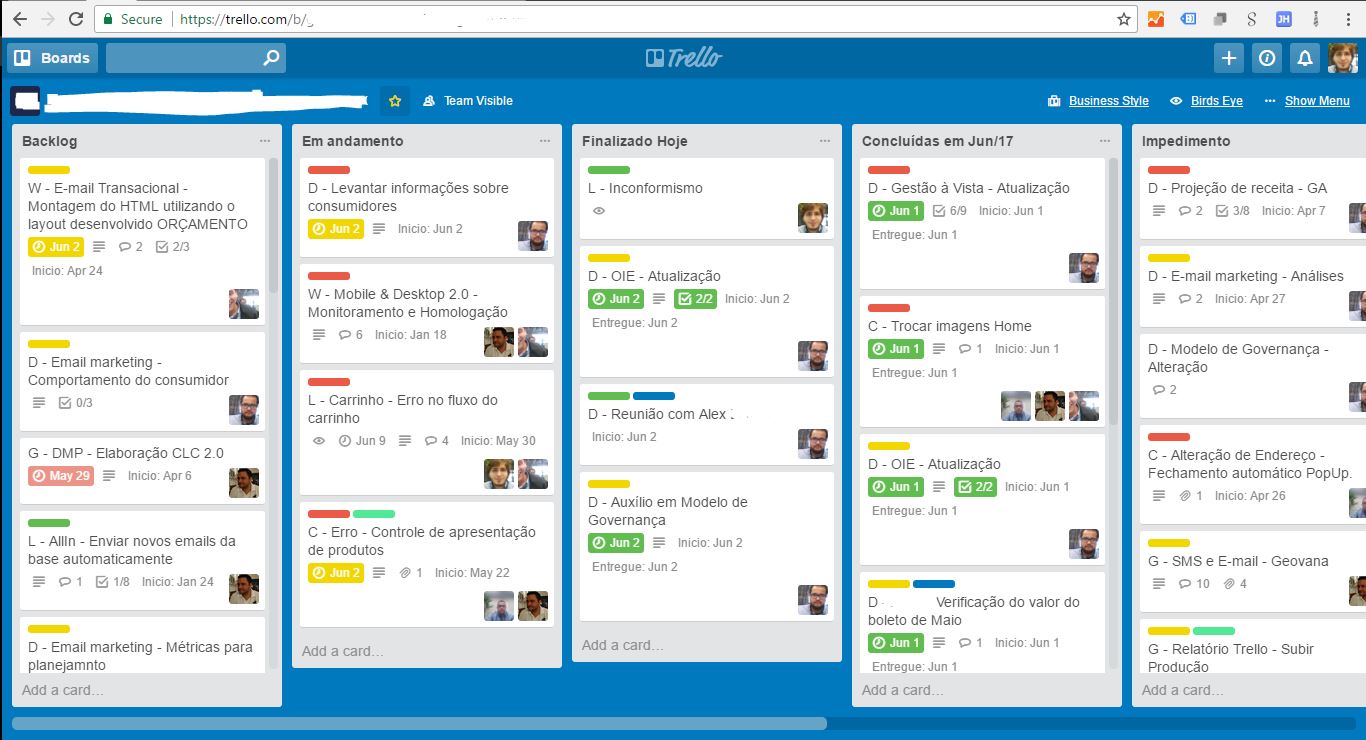 Secure https://trello.com/b/g
Boards
Trello
Team Visible
Business Style
Birds Eye
Show Menu
Backlog
W - E-mail Transacional -
Montagem do HTML utilizando o
layout desenvolvido ORÇAMENTO
Jun 2 2 2/3
Inicio: Apr 24
D - Email marketing -
Comportamento do consumidor
0/3
G - DMP - Elaboração CLC 2.0
May 29 Inicio: Apr 6
L - AllIn - Enviar novos emails da
base automaticamente
1 1/8 Inicio: Jan 24
D - Email marketing - Métricas para
planejamnto
Add a card...
Em andamento
D - Levantar informações sobre
consumidores
Jun 2 Inicio: Jun 2
W - Mobile & Desktop 2.0 -
Monitoramento e Homologação
6 Inicio: Jan 18
L - Carrinho - Erro no fluxo do
carrinho
Jun 9 4 Inicio: May 30
C - Erro - Controle de apresentação
de produtos
Jun 2 1 Inicio: May 22
Add a card...
Finalizado Hoje
L - Inconformismo
D - OIE - Atualização
Jun 2 2/2 Inicio: Jun 2
Entregue: Jun 2
D - Reunião com Alex
Inicio: Jun 2
D - Auxílio em Modelo de
Governança
Jun 2 Inicio: Jun 2
Entregue: Jun 2
Add a card...
Concluídas em Jun/17
D - Gestão à Vista - Atualização
Jun 1 6/9 Inicio: Jun 1
Entregue: Jun 1
C - Trocar imagens Home
Jun 1 1 Inicio: Jun 1
Entregue: Jun 1
D - OIE - Atualização
Jun 1 2/2 Inicio: Jun 1
Entregue: Jun 1
D Verificação do valor do
boleto de Maio
Jun 1 1 Inicio: Jun 1
Entregue: Jun 1
Add a card...
Impedimento
D - Projeção de receita - GA
2 3/8 Inicio: Apr 7
D - E-mail marketing - Análises
2 Inicio: Apr 27
D - Modelo de Governança -
Alteração
2
C - Alteração de Endereço -
Fechamento automático PopUp.
1 Inicio: Apr 26
G - SMS e E-mail - Geovana
10 4
G - Relatório Trello - Subir
Produção
Add a card...